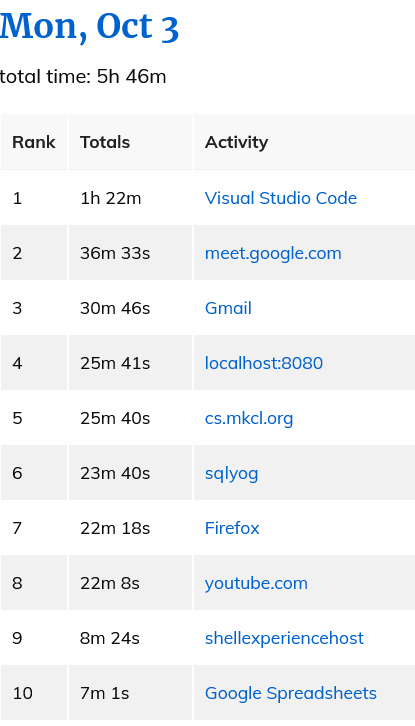 Mon, Oct 3
total time: 5h 46m
Rank Totals Activity
1 1h 22m Visual Studio Code
2 36m 33s meet.google.com
3 30m 46s Gmail
4 25m 41s localhost:8080
5 25m 40s cs.mkcl.org
6 23m 40s sqlyog
7 22m 18s Firefox
8 22m 8s youtube.com
9 8m 24s shellexperiencehost
10 7m 1s Google Spreadsheets